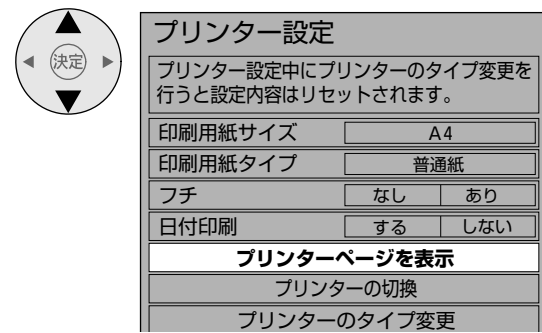 決定
プリンター設定
プリンター設定中にプリンターのタイプ変更を
行うと設定内容はリセットされます。
印刷用紙サイズ A4
印刷用紙タイプ 普通紙
フチ なし あり
日付印刷 する しない
プリンターページを表示
プリンターの切換
プリンターのタイプ変更